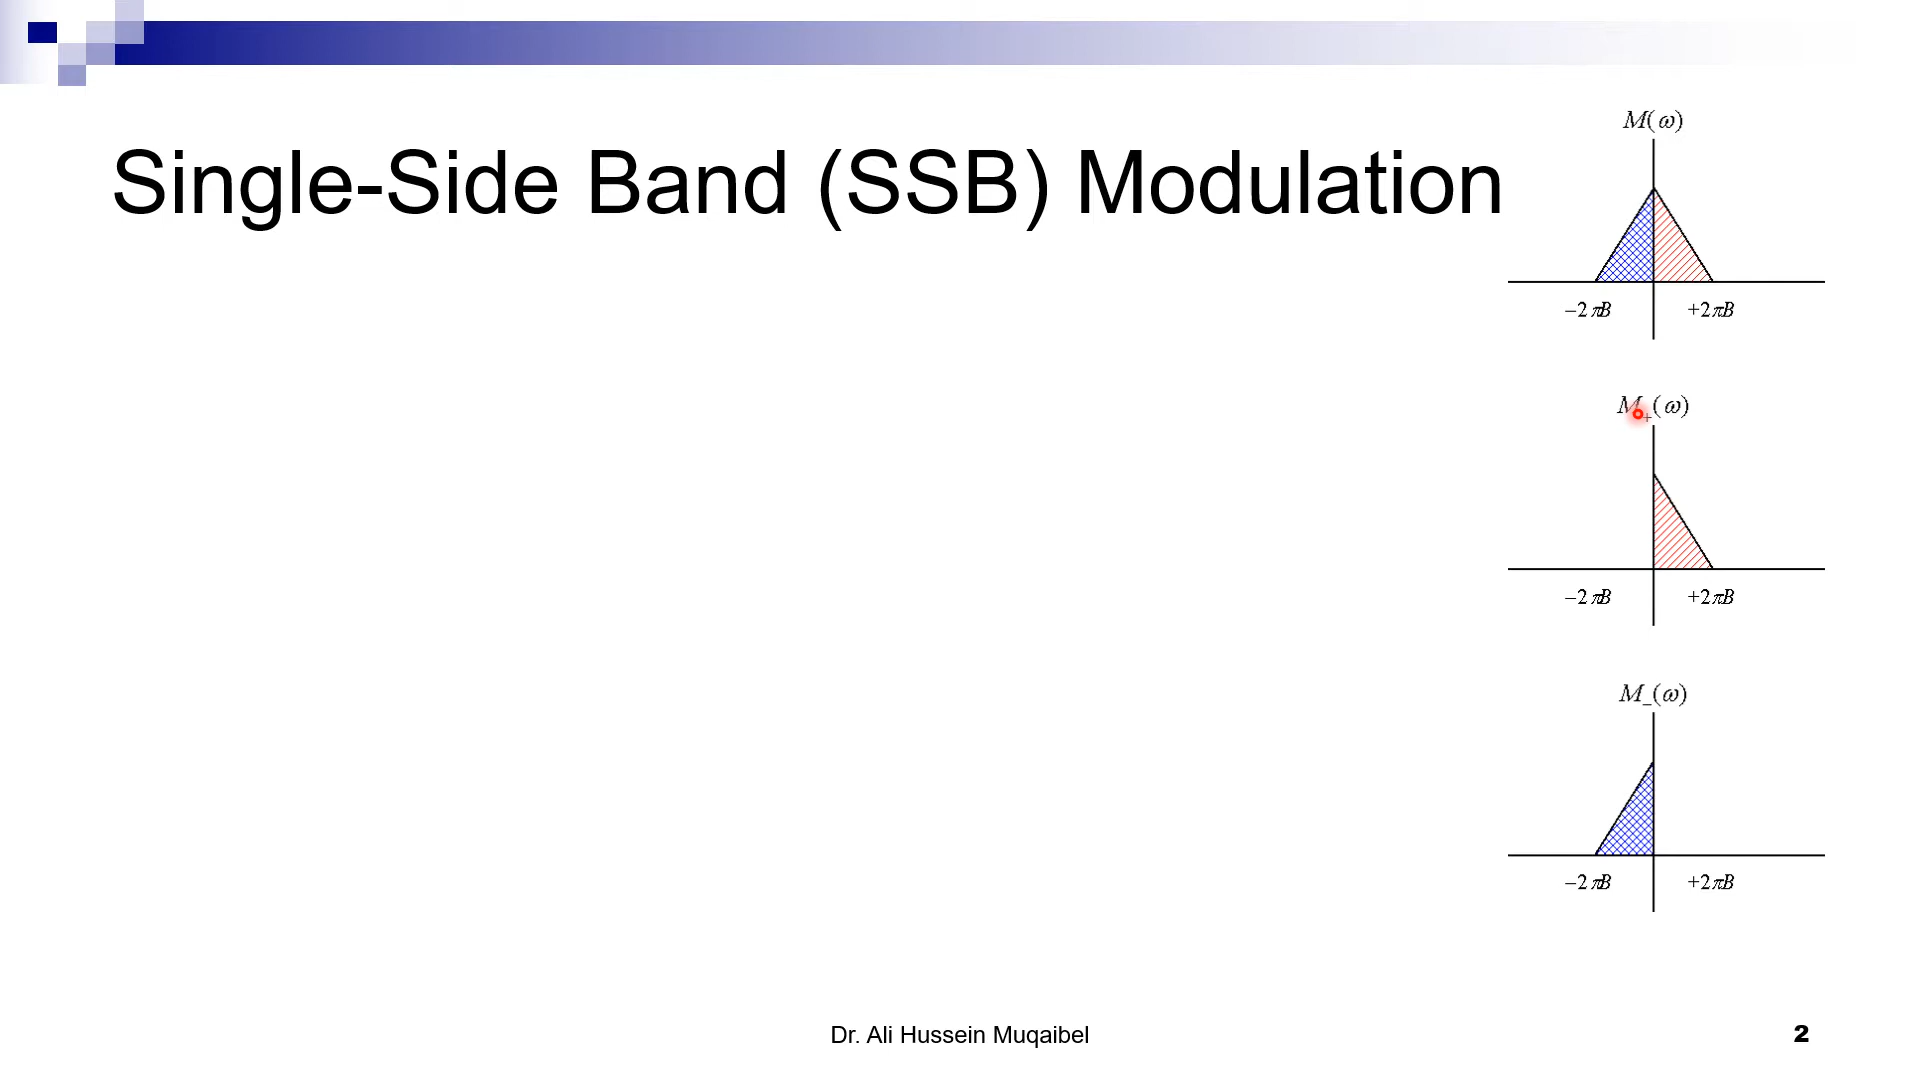 Single-Side Band (SSB) Modulation
M(ω)
–2πB +2πB
M₊(ω)
–2πB +2πB
M₋(ω)
–2πB +2πB
Dr. Ali Hussein Muqaibel
2